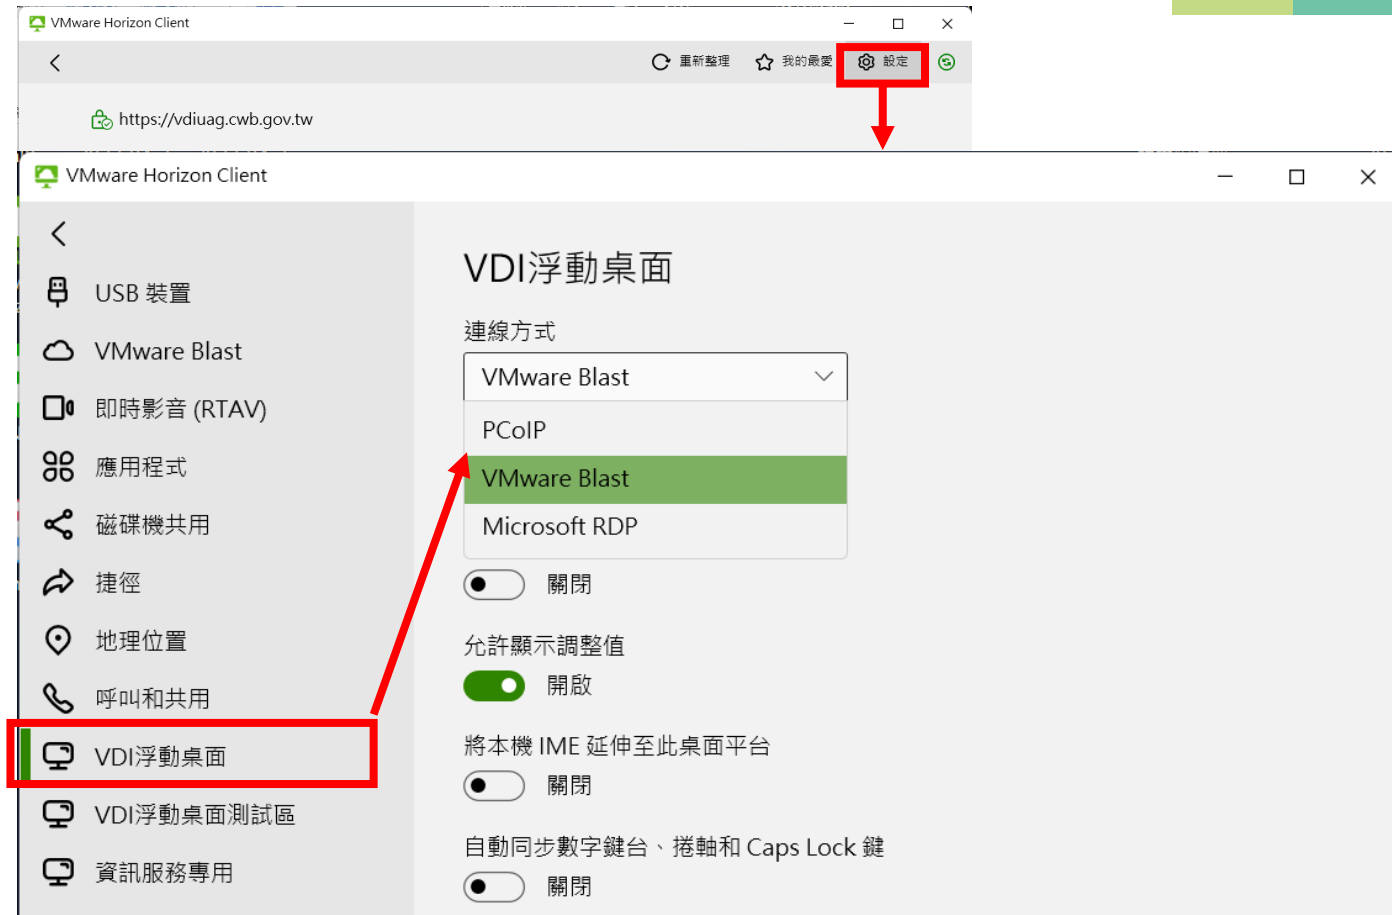 VMware Horizon Client
重新整理 我的最愛 設定
https://vdiuag.cwb.gov.tw
VMware Horizon Client
USB 裝置
VMware Blast
即時影音 (RTAV)
應用程式
磁碟機共用
捷徑
地理位置
呼叫和共用
VDI浮動桌面
VDI浮動桌面測試區
資訊服務專用
VDI浮動桌面
連線方式
VMware Blast
PCoIP
VMware Blast
Microsoft RDP
關閉
允許顯示調整值
開啟
將本機 IME 延伸至此桌面平台
關閉
自動同步數字鍵台、捲軸和 Caps Lock 鍵
關閉